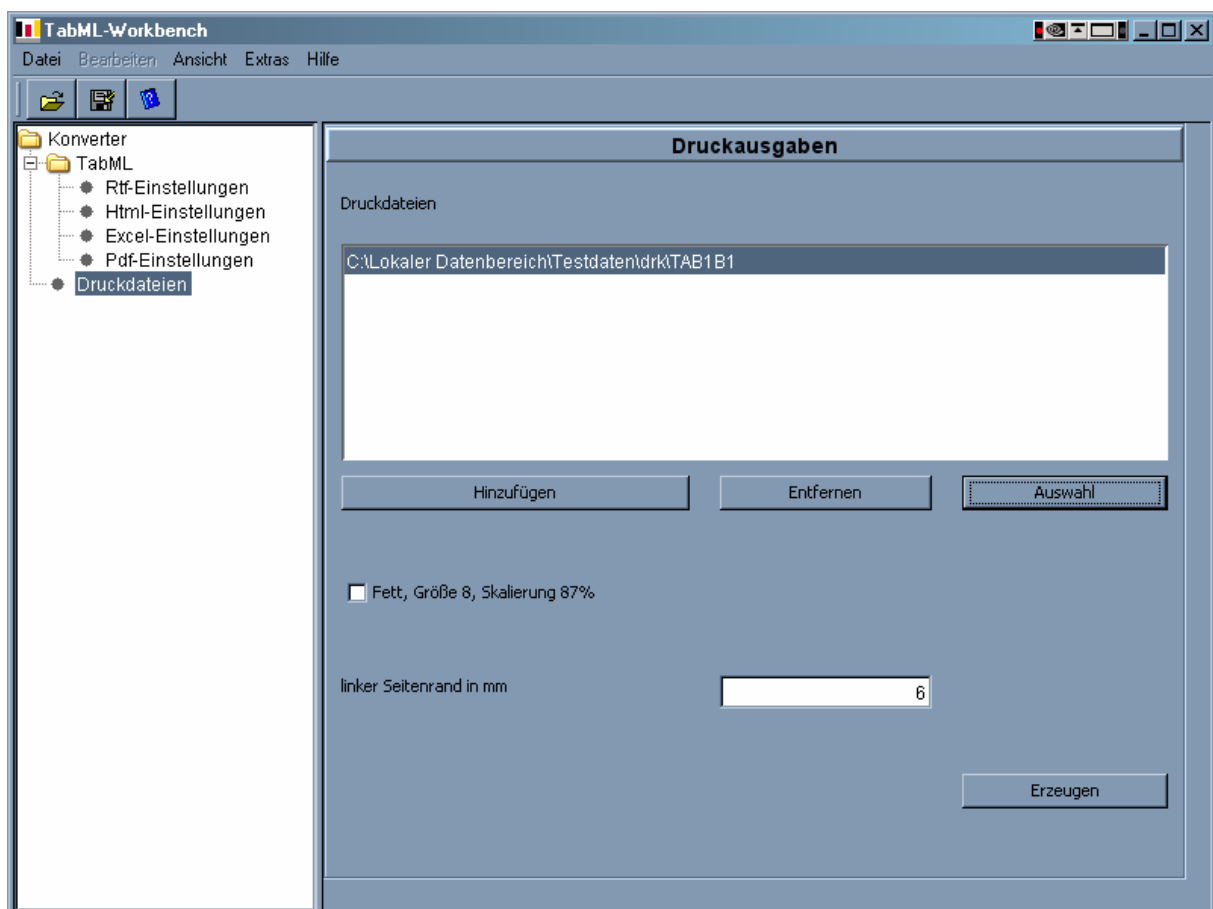 TabML-Workbench
Datei Bearbeiten Ansicht Extras Hilfe
Konverter
TabML
Rtf-Einstellungen
Html-Einstellungen
Excel-Einstellungen
Pdf-Einstellungen
Druckdateien
Druckausgaben
Druckdateien
C:\Lokaler Datenbereich\Testdaten\drk\TAB1B1
Hinzufügen Entfernen Auswahl
Fett, Größe 8, Skalierung 87%
linker Seitenrand in mm 6
Erzeugen